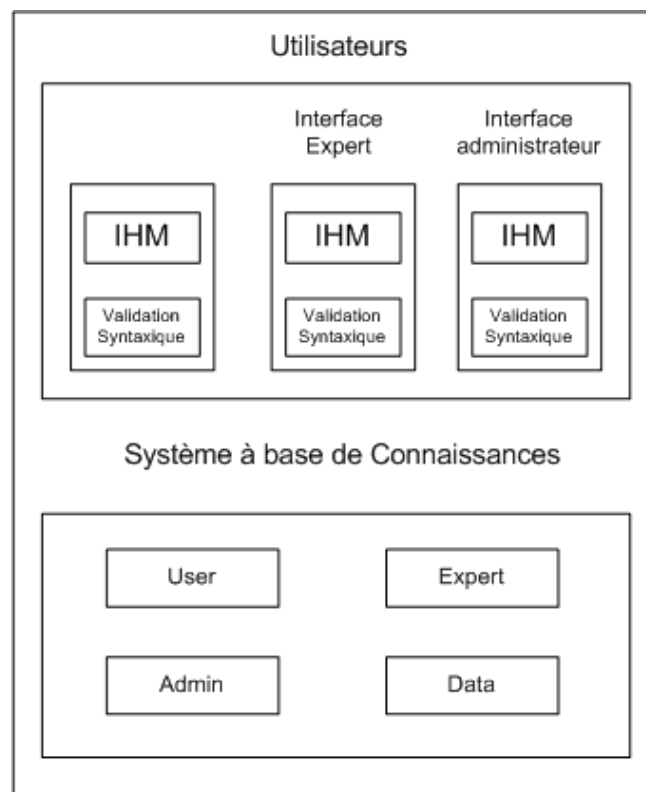 Utilisateurs
Interface
Expert
Interface
administrateur
IHM
Validation
Syntaxique
IHM
Validation
Syntaxique
IHM
Validation
Syntaxique
Système à base de Connaissances
User
Expert
Admin
Data